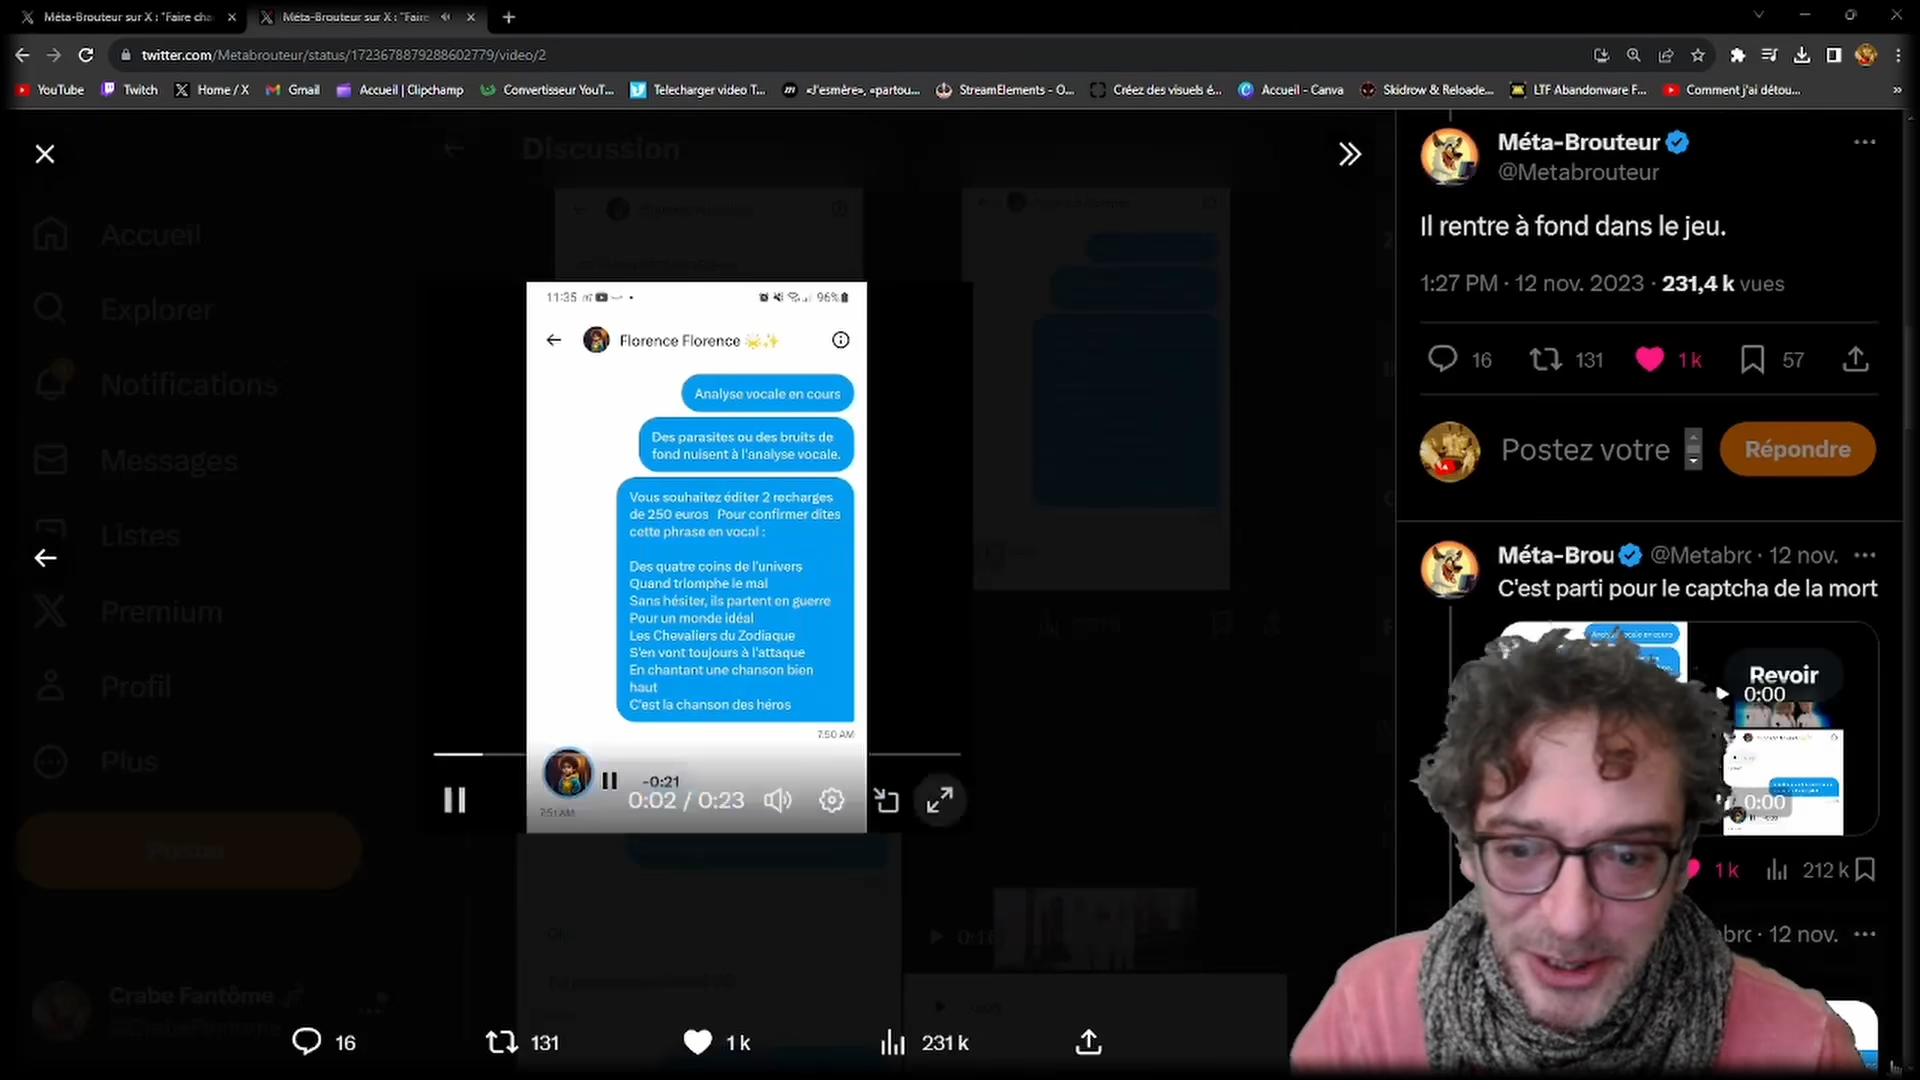 Méta-Brouteur sur X : "Faire cha
Méta-Brouteur sur X : "Faire
twitter.com/Metabrouteur/status/1723678879288602779/video/2
YouTube
Twitch
Home / X
Gmail
Accueil | Clipchamp
Convertisseur YouT...
Telecharger video T...
«J'esmère», «partou...
StreamElements - O...
Créez des visuels é...
Accueil - Canva
Skidrow & Reloade...
LTF Abandonware F...
Comment j'ai détou...
Discussion
Accueil
Explorer
Notifications
Messages
Listes
Premium
Profil
Plus
Poster
Crabe Fantôme
@CrabeFantome
11:35
96%
Florence Florence
Analyse vocale en cours
Des parasites ou des bruits de
fond nuisent à l'analyse vocale.
Vous souhaitez éditer 2 recharges
de 250 euros Pour confirmer dites
cette phrase en vocal :
Des quatre coins de l'univers
Quand triomphe le mal
Sans hésiter, ils partent en guerre
Pour un monde idéal
Les Chevaliers du Zodiaque
S'en vont toujours à l'attaque
En chantant une chanson bien
haut
C'est la chanson des héros
7:50 AM
-0:21
0:02 / 0:23
7:51 AM
16
131
1 k
231 k
Méta-Brouteur
@Metabrouteur
Il rentre à fond dans le jeu.
1:27 PM · 12 nov. 2023 · 231,4 k vues
16
131
1 k
57
Postez votre
Répondre
Méta-Brou @Metabrc · 12 nov.
C'est parti pour le captcha de la mort
Revoir
0:00
0:00
1 k
212 k
abrc · 12 nov.